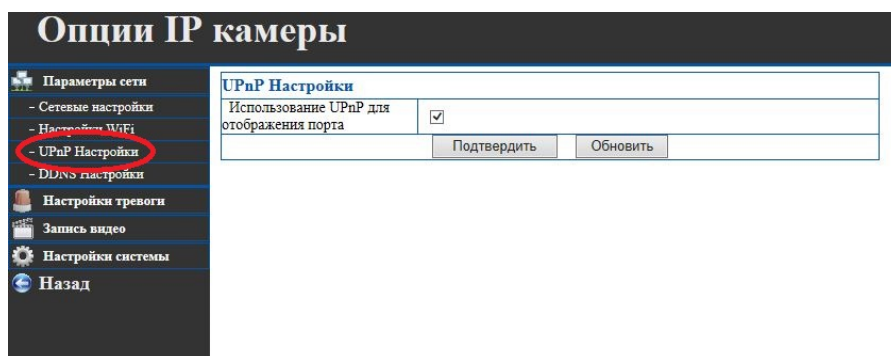 Опции IP камеры
Параметры сети
- Сетевые настройки
- Настройки WiFi
- UPnP Настройки
- DDNS Настройки
Настройки тревоги
Запись видео
Настройки системы
Назад
UPnP Настройки
Использование UPnP для
отображения порта
Подтвердить
Обновить